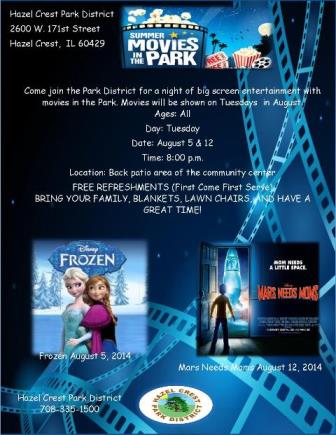 Hazel Crest Park District
2600 W. 171st Street
Hazel Crest, IL 60429
SUMMER
MOVIES
IN THE
PARK
Come join the Park District for a night of big screen entertainment with
movies in the Park. Movies will be shown on Tuesdays in August.
Ages: All
Day: Tuesday
Date: August 5 & 12
Time: 8:00 p.m.
Location: Back patio area of the community center
FREE REFRESHMENTS (First Come First Serve)
BRING YOUR FAMILY, BLANKETS, LAWN CHAIRS, AND HAVE A
GREAT TIME!
Disney
FROZEN
MOM NEEDS
A LITTLE SPACE.
MARS NEEDS MOMS
Frozen August 5, 2014
Mars Needs Moms August 12, 2014
Hazel Crest Park District
708-335-1500
HAZEL CREST
PARK DISTRICT